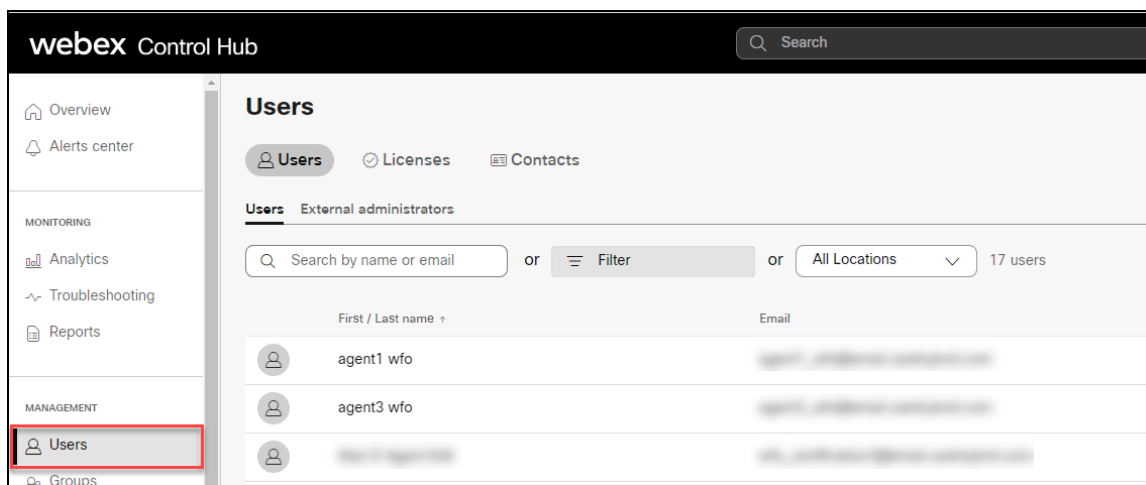 webex Control Hub
Search
Overview
Alerts center
MONITORING
Analytics
Troubleshooting
Reports
MANAGEMENT
Users
Groups
Users
Users Licenses Contacts
Users External administrators
Search by name or email or Filter or All Locations 17 users
First / Last name ↑ Email
agent1 wfo
agent3 wfo